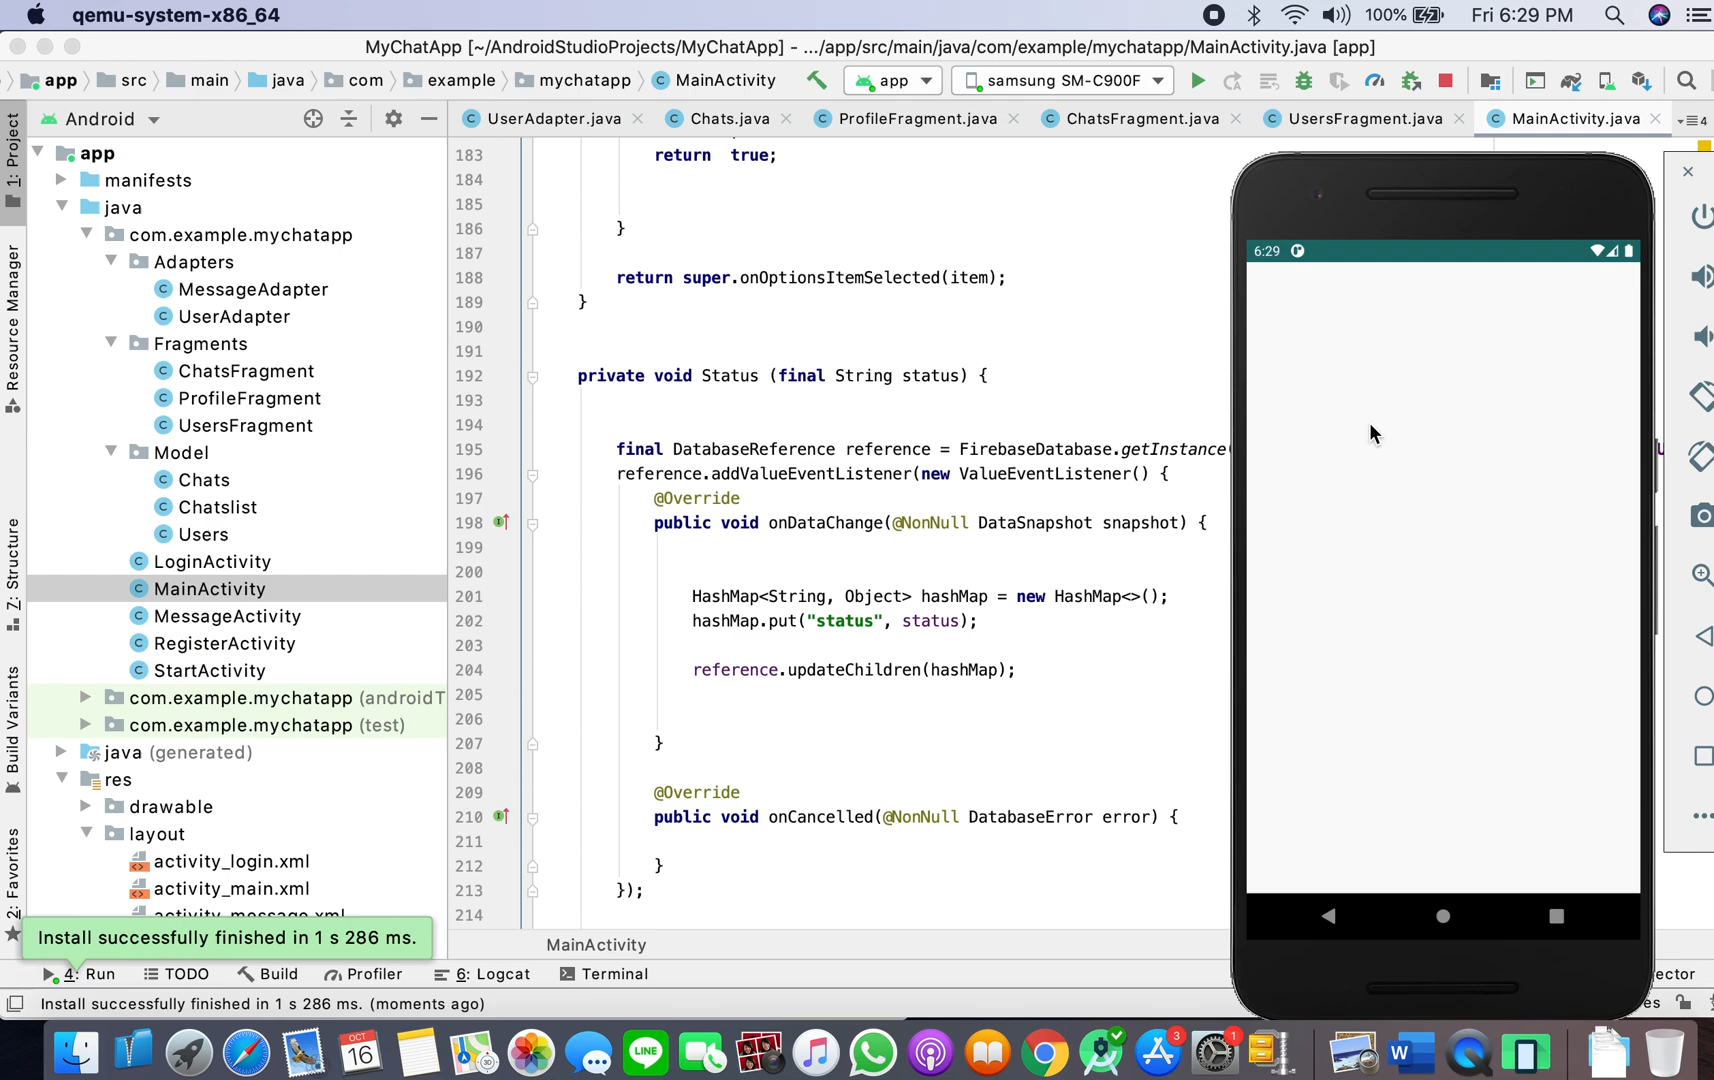 qemu-system-x86_64
100%
Fri 6:29 PM
MyChatApp [~/AndroidStudioProjects/MyChatApp] - .../app/src/main/java/com/example/mychatapp/MainActivity.java [app]
app
src
main
java
com
example
mychatapp
MainActivity
app
samsung SM-C900F
Android
UserAdapter.java
Chats.java
ProfileFragment.java
ChatsFragment.java
UsersFragment.java
MainActivity.java
4
1: Project
Resource Manager
7: Structure
Build Variants
2: Favorites
app
manifests
java
com.example.mychatapp
Adapters
MessageAdapter
UserAdapter
Fragments
ChatsFragment
ProfileFragment
UsersFragment
Model
Chats
Chatslist
Users
LoginActivity
MainActivity
MessageActivity
RegisterActivity
StartActivity
com.example.mychatapp (androidT
com.example.mychatapp (test)
java (generated)
res
drawable
layout
activity_login.xml
activity_main.xml
activity_message.xml
183 return true;
184
185
186 }
187
188 return super.onOptionsItemSelected(item);
189 }
190
191
192 private void Status (final String status) {
193
194
195 final DatabaseReference reference = FirebaseDatabase.getInstance
196 reference.addValueEventListener(new ValueEventListener() {
197 @Override
198 public void onDataChange(@NonNull DataSnapshot snapshot) {
199
200
201 HashMap<String, Object> hashMap = new HashMap<>();
202 hashMap.put("status", status);
203
204 reference.updateChildren(hashMap);
205
206
207 }
208
209 @Override
210 public void onCancelled(@NonNull DatabaseError error) {
211
212 }
213 });
214
6:29
MainActivity
Install successfully finished in 1 s 286 ms.
4: Run
TODO
Build
Profiler
6: Logcat
Terminal
ector
Install successfully finished in 1 s 286 ms. (moments ago)
es
OCT
16
LINE
3
1
W